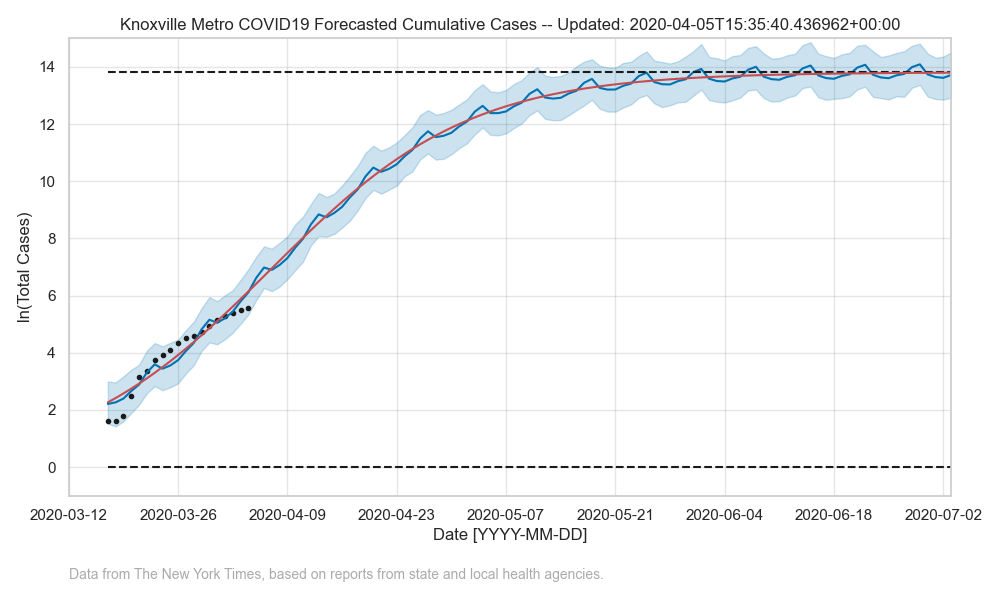 Knoxville Metro COVID19 Forecasted Cumulative Cases -- Updated: 2020-04-05T15:35:40.436962+00:00
14
12
10
8
6
4
2
0
ln(Total Cases)
2020-03-12 2020-03-26 2020-04-09 2020-04-23 2020-05-07 2020-05-21 2020-06-04 2020-06-18 2020-07-02
Date [YYYY-MM-DD]
Data from The New York Times, based on reports from state and local health agencies.